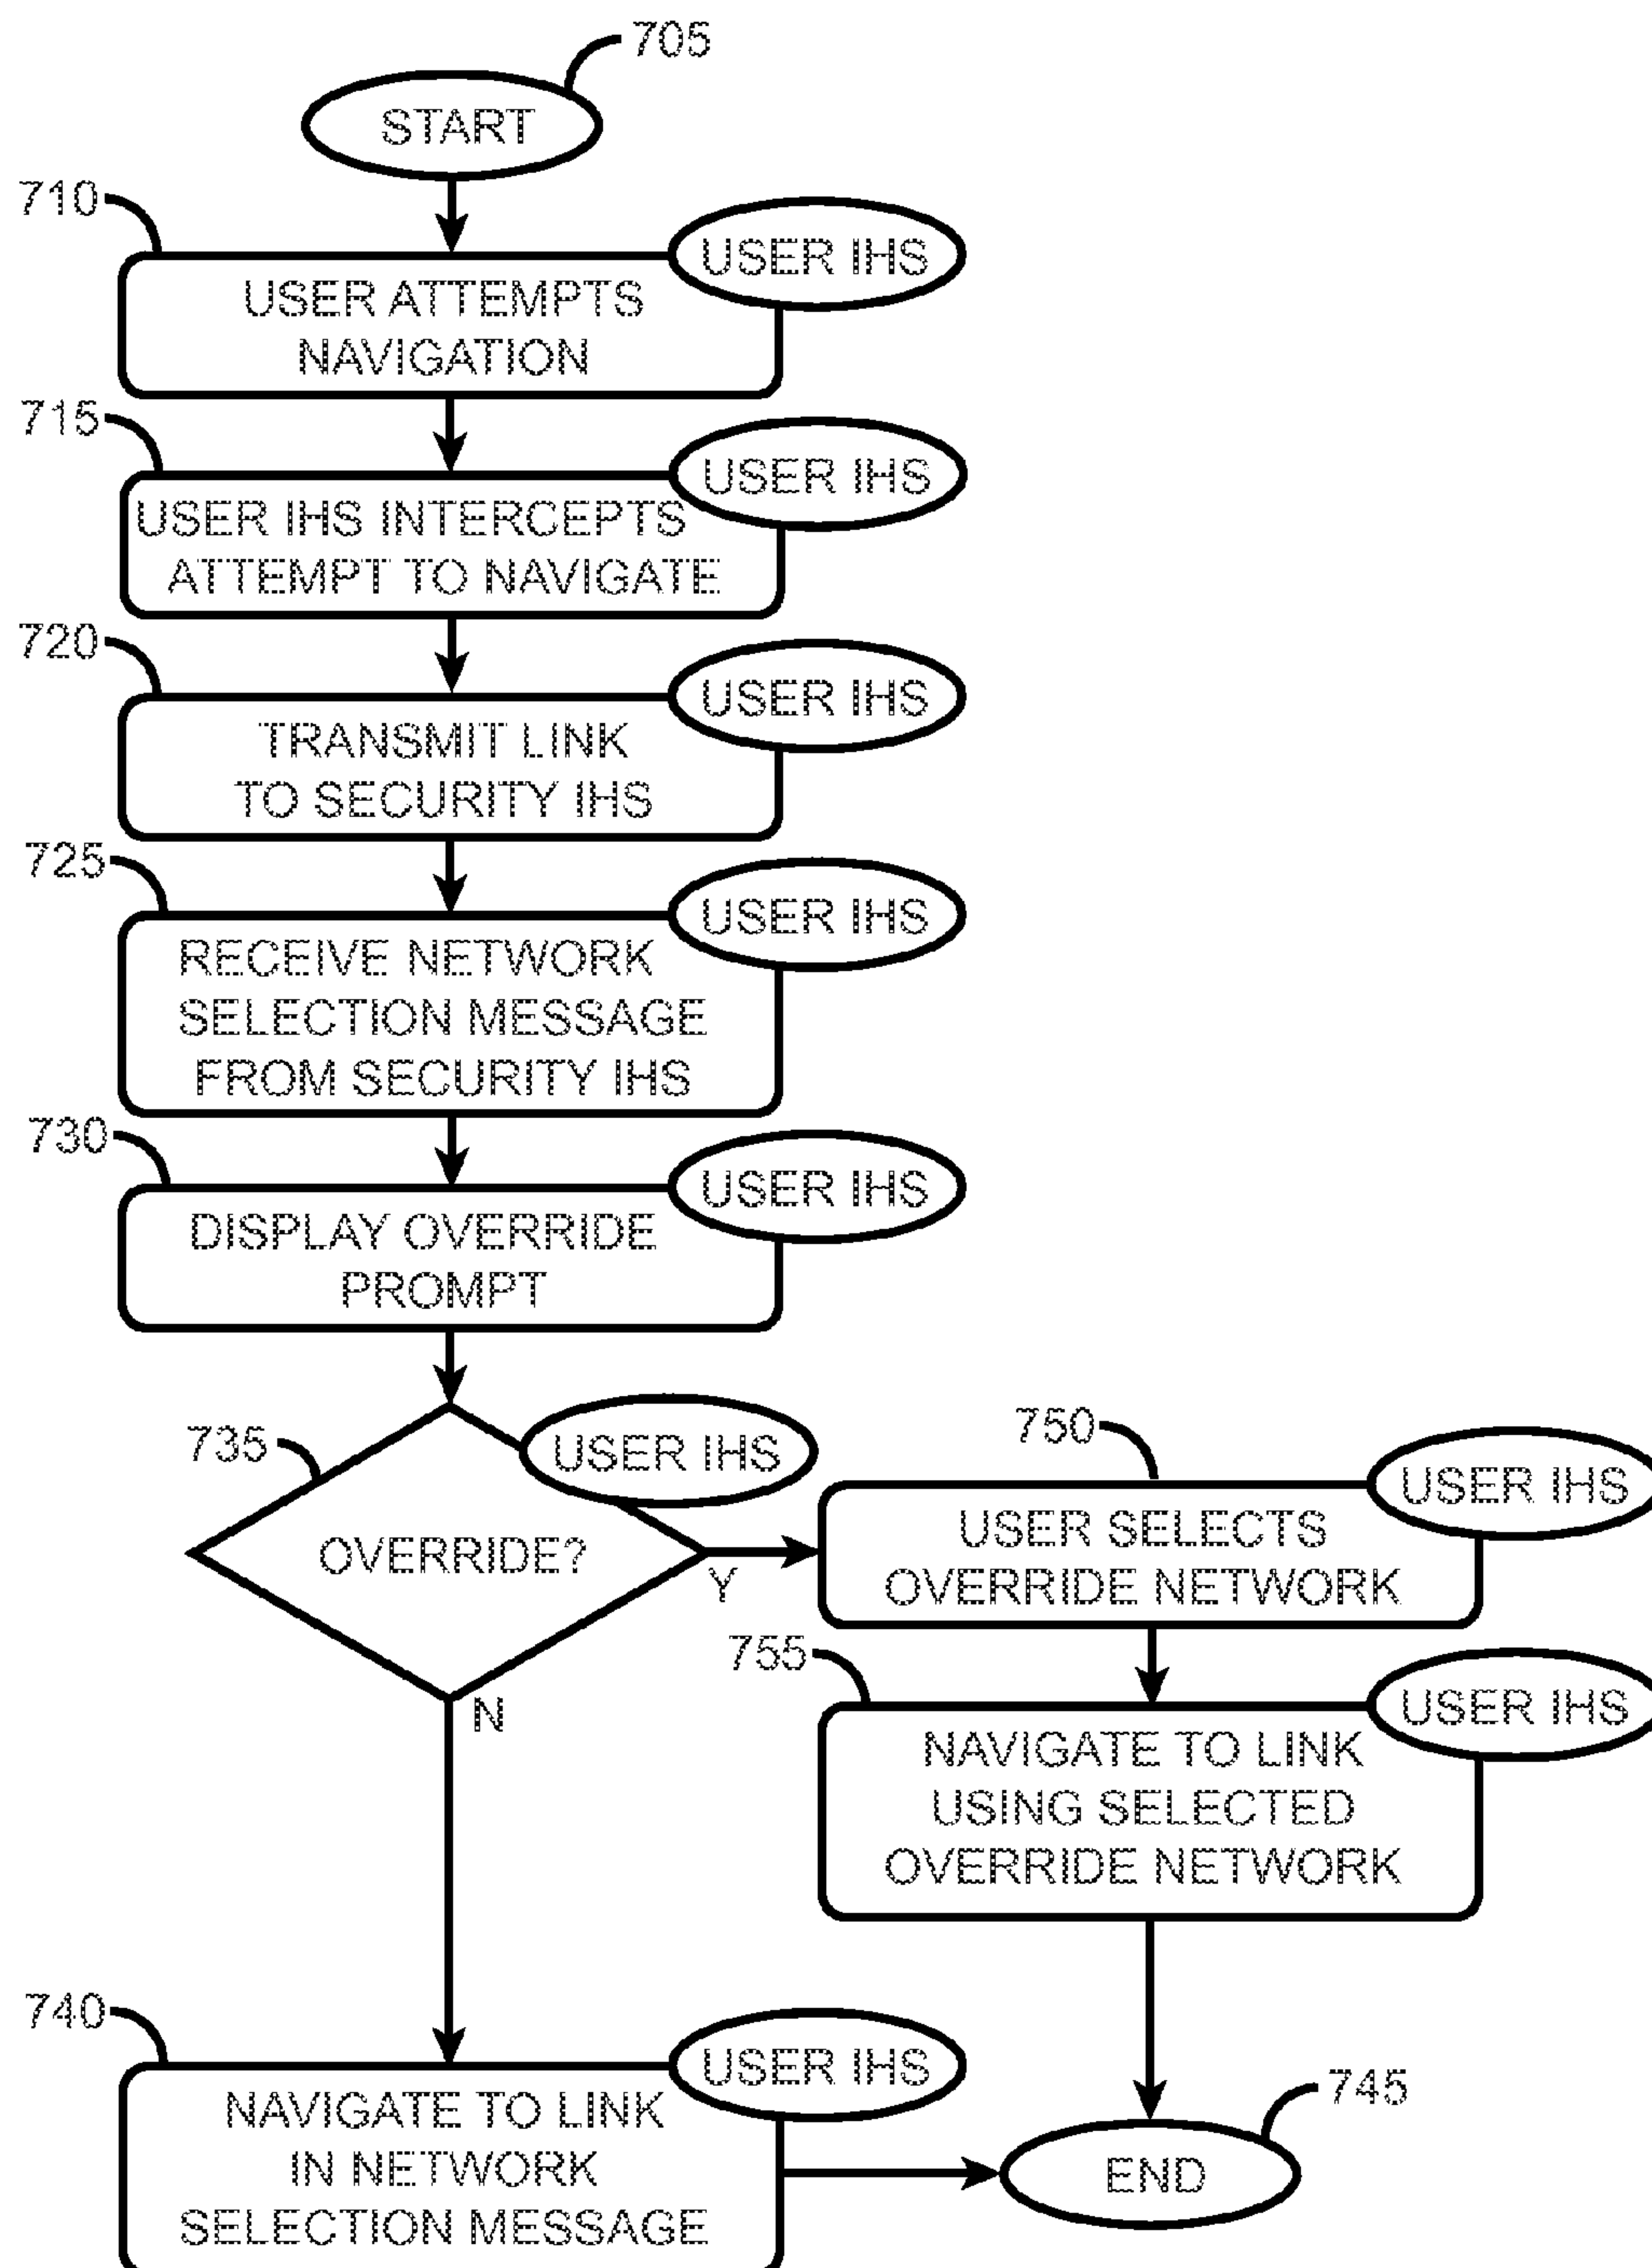 705
START
710
USER IHS
USER ATTEMPTS
NAVIGATION
715
USER IHS
USER IHS INTERCEPTS
ATTEMPT TO NAVIGATE
720
USER IHS
TRANSMIT LINK
TO SECURITY IHS
725
USER IHS
RECEIVE NETWORK
SELECTION MESSAGE
FROM SECURITY IHS
730
USER IHS
DISPLAY OVERRIDE
PROMPT
735
USER IHS
OVERRIDE?
Y
N
750
USER IHS
USER SELECTS
OVERRIDE NETWORK
755
USER IHS
NAVIGATE TO LINK
USING SELECTED
OVERRIDE NETWORK
740
USER IHS
NAVIGATE TO LINK
IN NETWORK
SELECTION MESSAGE
745
END